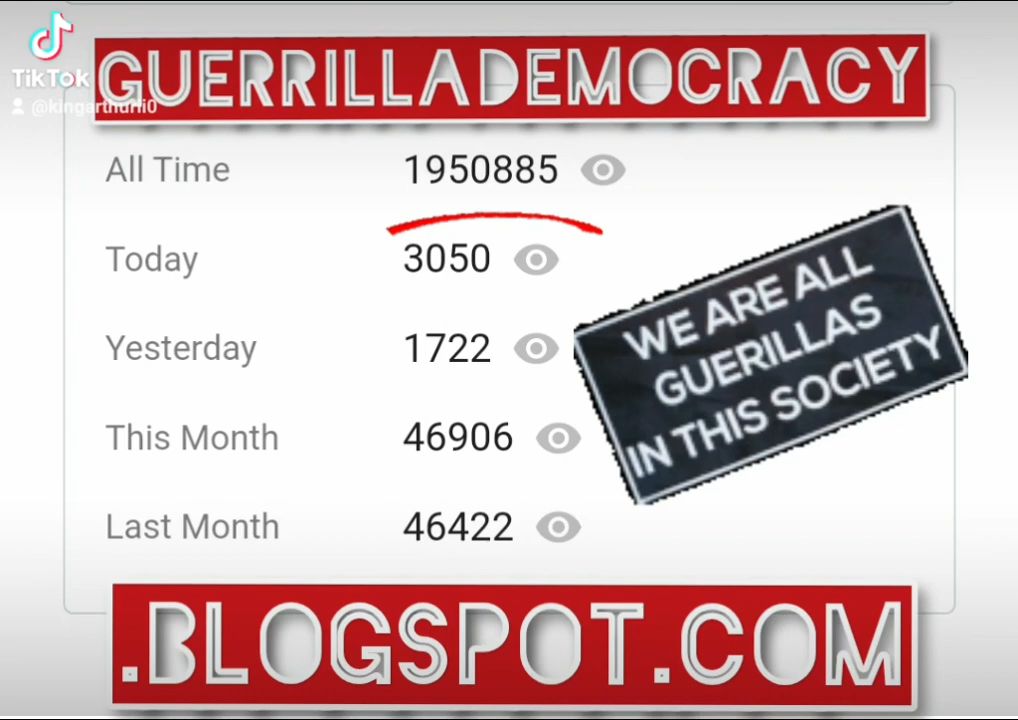 TikTok
@kingarthurii0
GUERRILLADEMOCRACY
All Time 1950885
Today 3050
Yesterday 1722
This Month 46906
Last Month 46422
WE ARE ALL
GUERILLAS
IN THIS SOCIETY
.BLOGSPOT.COM